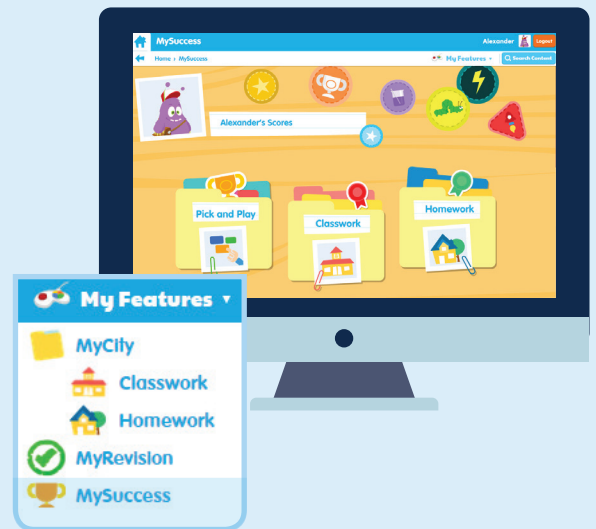 MySuccess
Alexander
Logout
Home › MySuccess
My Features ▾
Search Content
Alexander's Scores
Pick and Play
Classwork
Homework
My Features ▾
MyCity
Classwork
Homework
MyRevision
MySuccess